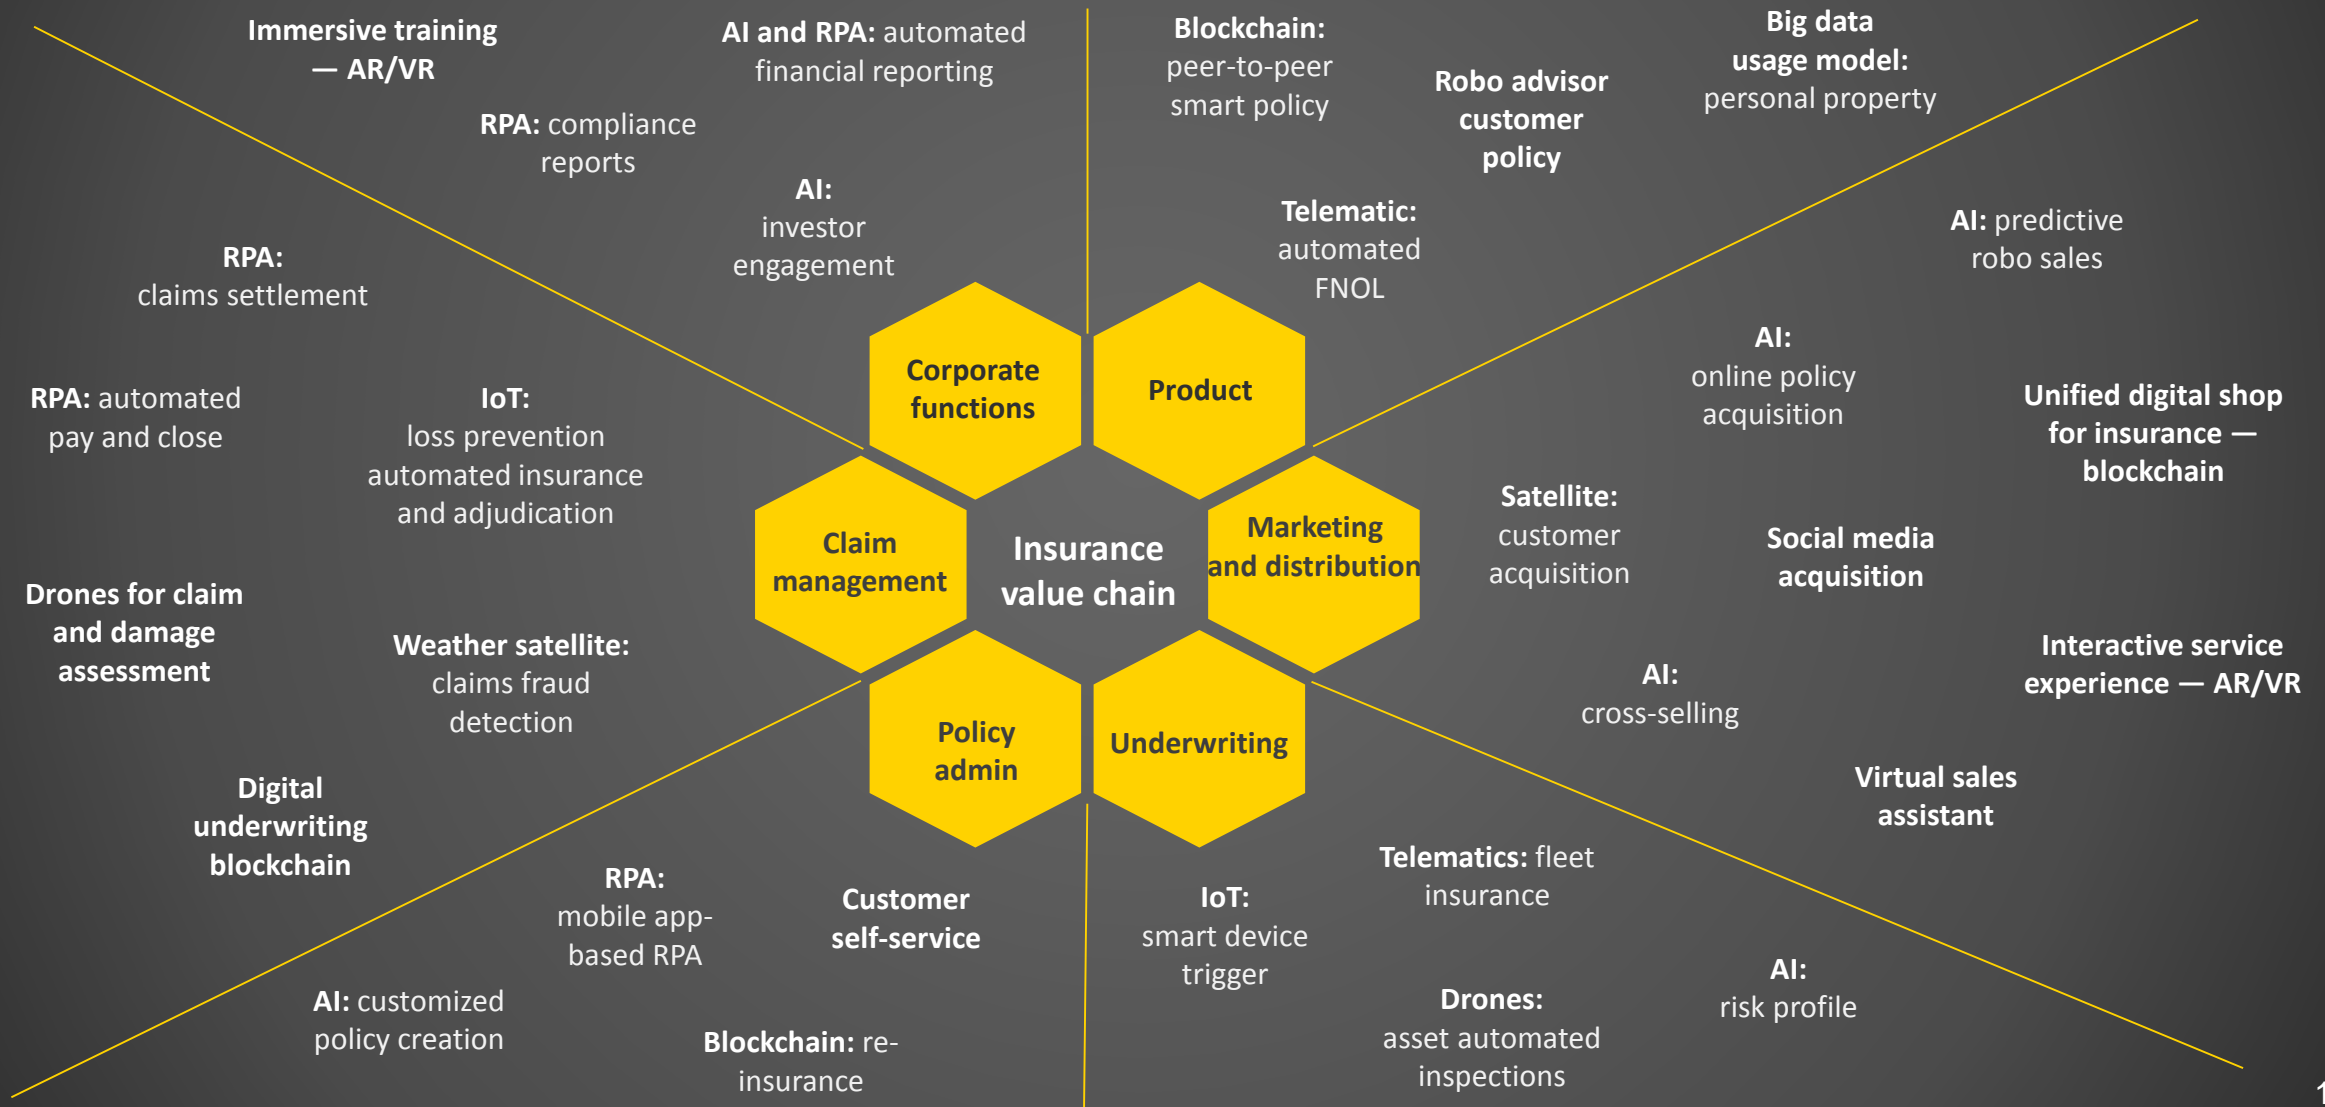 Immersive training
— AR/VR
AI and RPA: automated
financial reporting
RPA: compliance
reports
AI:
investor
engagement
Blockchain:
peer-to-peer
smart policy
Robo advisor
customer
policy
Big data
usage model:
personal property
Telematic:
automated
FNOL
AI: predictive
robo sales
AI:
online policy
acquisition
Unified digital shop
for insurance —
blockchain
Satellite:
customer
acquisition
Social media
acquisition
Interactive service
experience — AR/VR
AI:
cross-selling
Virtual sales
assistant
RPA:
claims settlement
RPA: automated
pay and close
IoT:
loss prevention
automated insurance
and adjudication
Drones for claim
and damage
assessment
Weather satellite:
claims fraud
detection
Digital
underwriting
blockchain
Corporate
functions
Product
Claim
management
Insurance
value chain
Marketing
and distribution
Policy
admin
Underwriting
RPA:
mobile app-
based RPA
Customer
self-service
AI: customized
policy creation
Blockchain: re-
insurance
IoT:
smart device
trigger
Telematics: fleet
insurance
Drones:
asset automated
inspections
AI:
risk profile
1